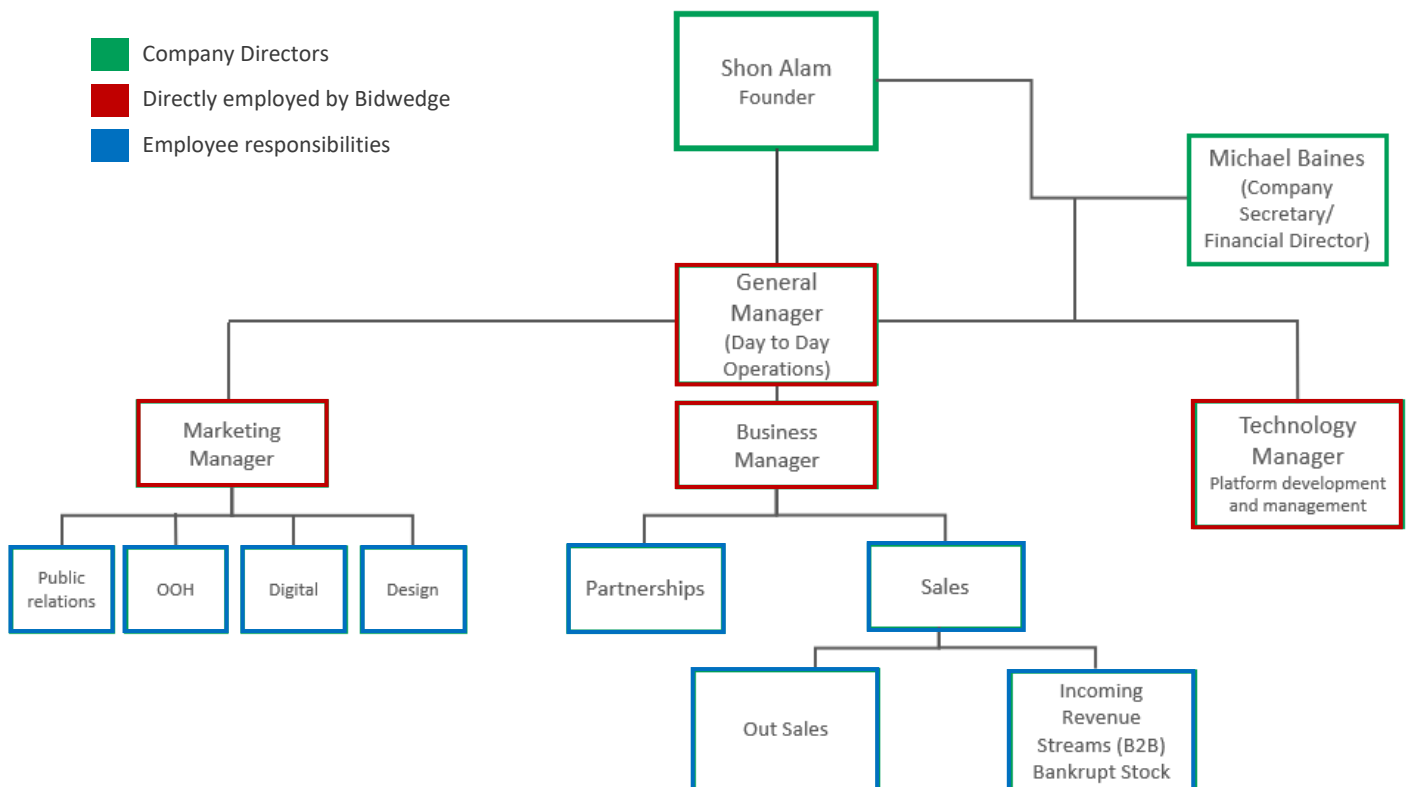 Company Directors
Directly employed by Bidwedge
Employee responsibilities
Shon Alam
Founder
Michael Baines
(Company
Secretary/
Financial Director)
General
Manager
(Day to Day
Operations)
Marketing
Manager
Business
Manager
Technology
Manager
Platform development
and management
Public
relations
OOH
Digital
Design
Partnerships
Sales
Out Sales
Incoming
Revenue
Streams (B2B)
Bankrupt Stock